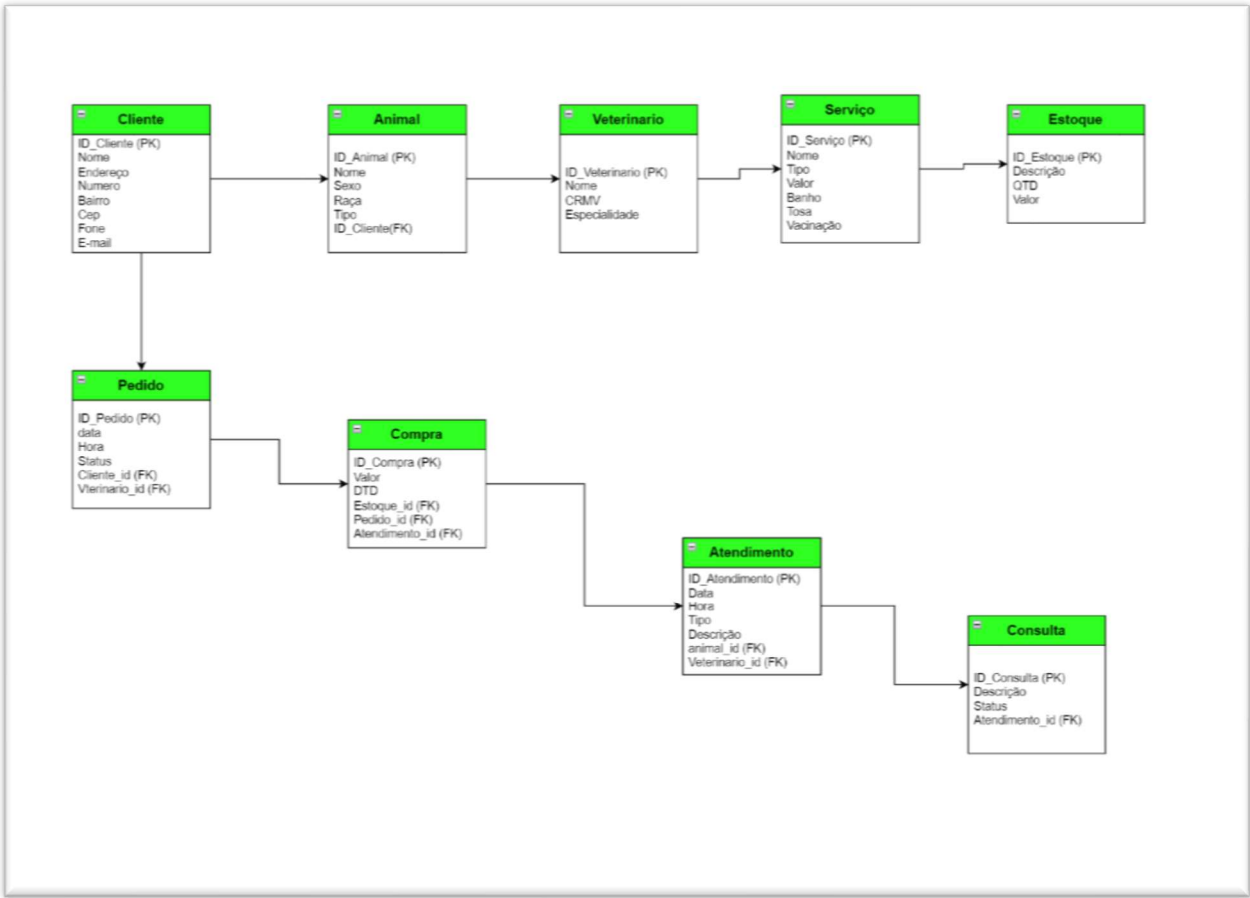 Cliente
ID_Cliente (PK)
Nome
Endereço
Numero
Bairro
Cep
Fone
E-mail
Animal
ID_Animal (PK)
Nome
Sexo
Raça
Tipo
ID_Cliente(FK)
Veterinario
ID_Veterinario (PK)
Nome
CRMV
Especialidade
Serviço
ID_Serviço (PK)
Nome
Tipo
Valor
Banho
Tosa
Vacinação
Estoque
ID_Estoque (PK)
Descrição
QTD
Valor
Pedido
ID_Pedido (PK)
data
Hora
Status
Cliente_id (FK)
Vterinario_id (FK)
Compra
ID_Compra (PK)
Valor
DTD
Estoque_id (FK)
Pedido_id (FK)
Atendimento_id (FK)
Atendimento
ID_Atendimento (PK)
Data
Hora
Tipo
Descrição
animal_id (FK)
Veterinario_id (FK)
Consulta
ID_Consulta (PK)
Descrição
Status
Atendimento_id (FK)